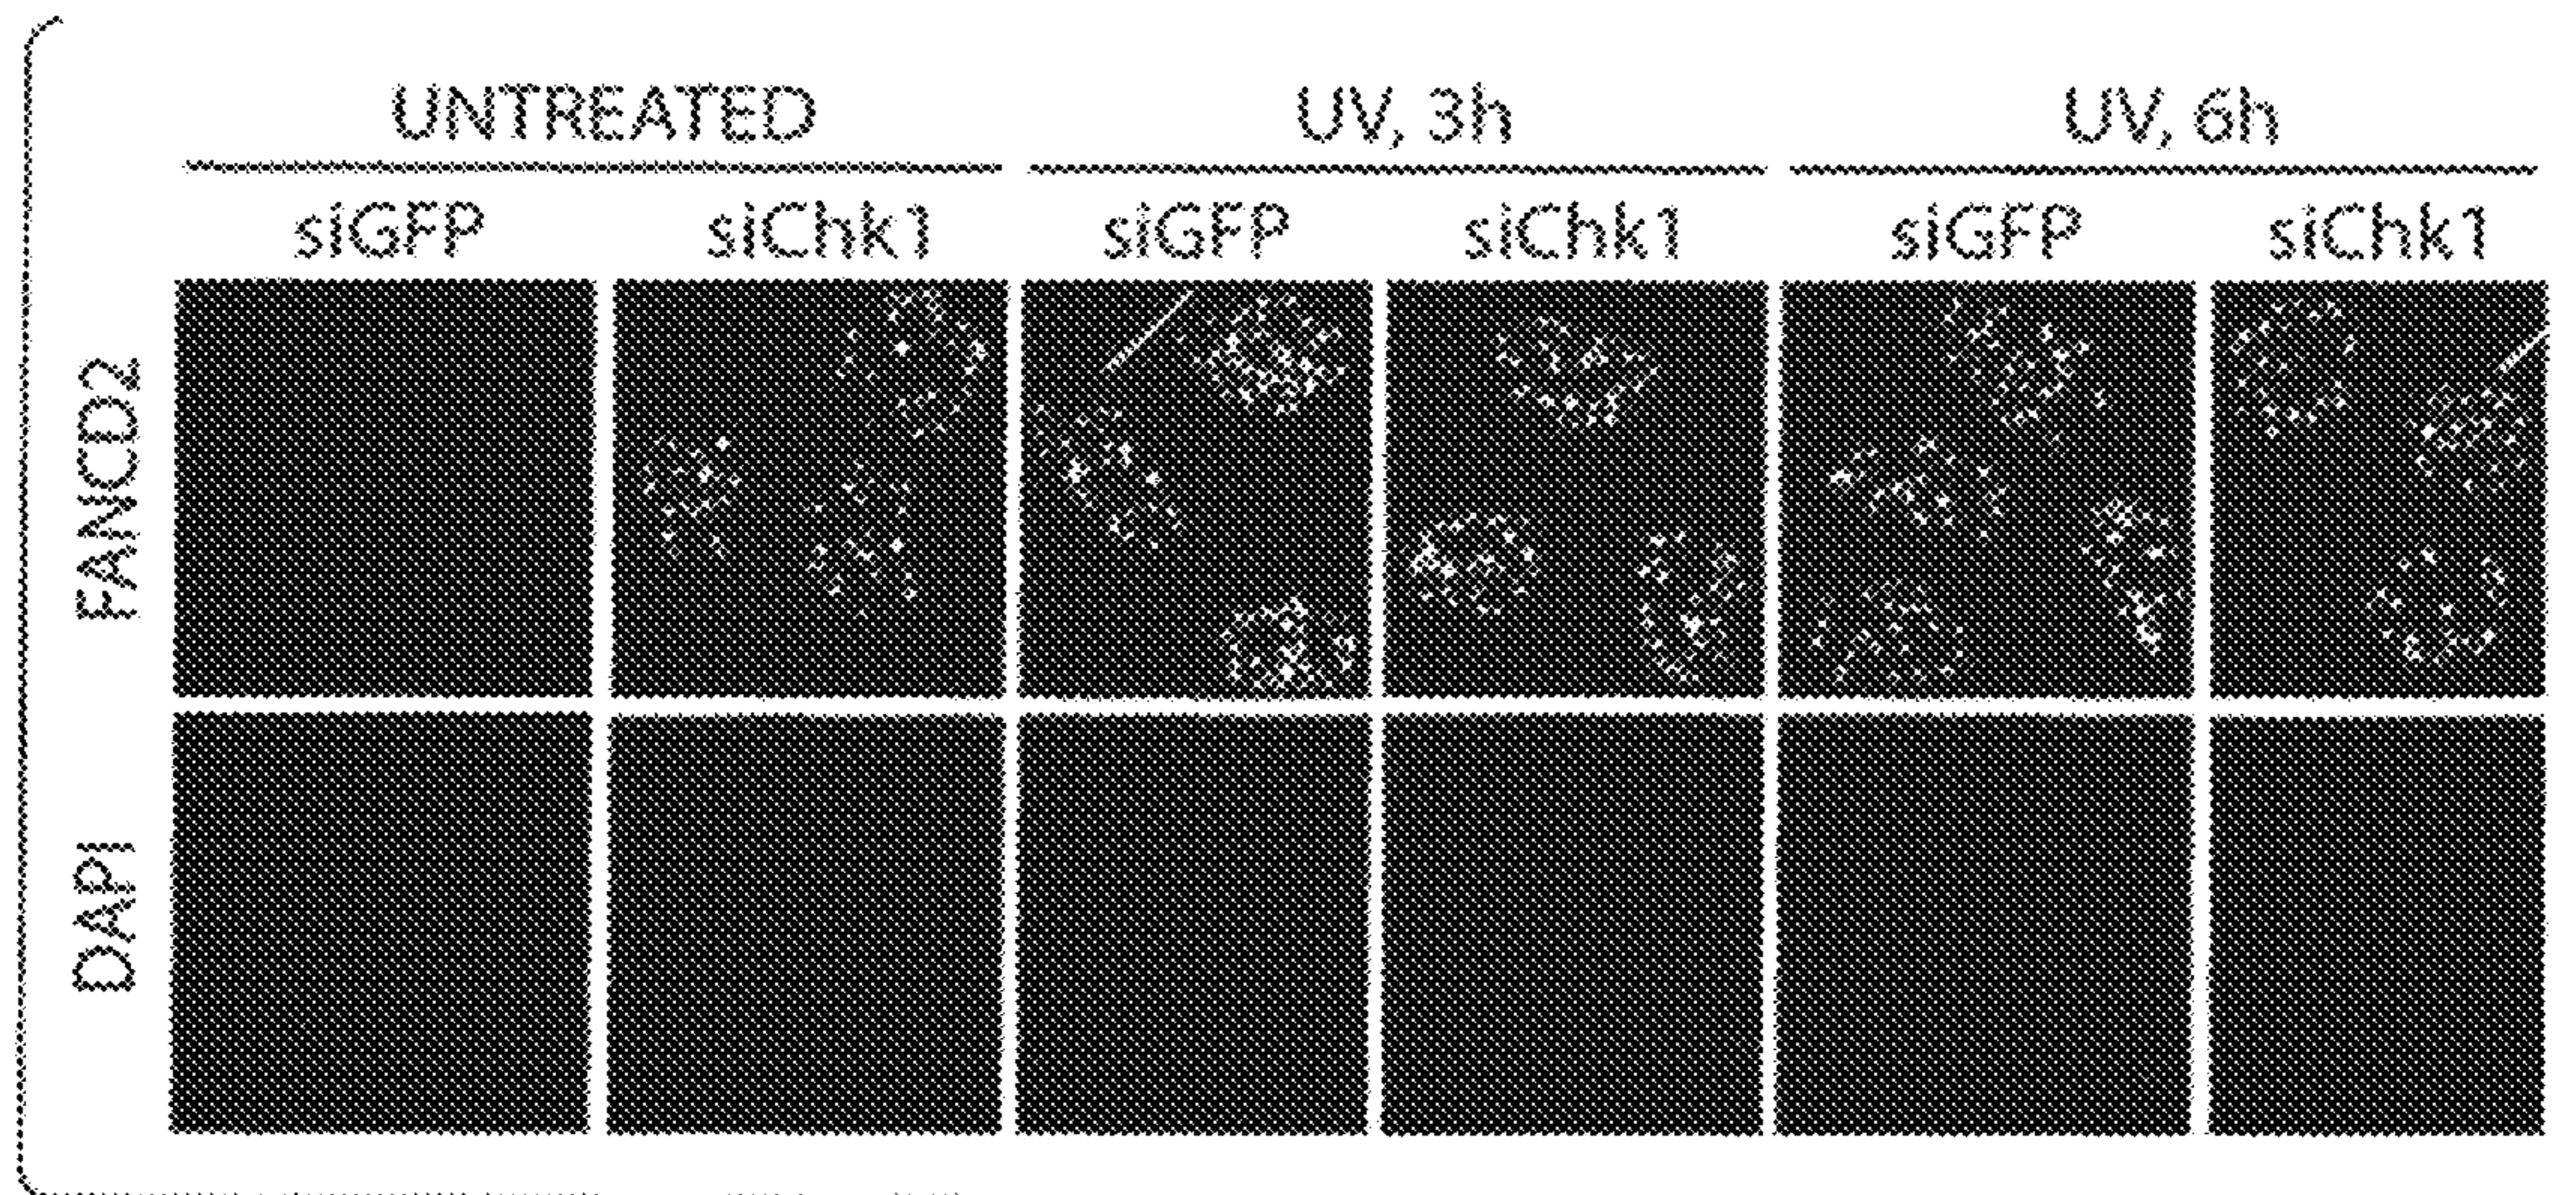 UNTREATED UV, 3h UV, 6h
siGFP siChk1 siGFP siChk1 siGFP siChk1
FANCD2
DAPI